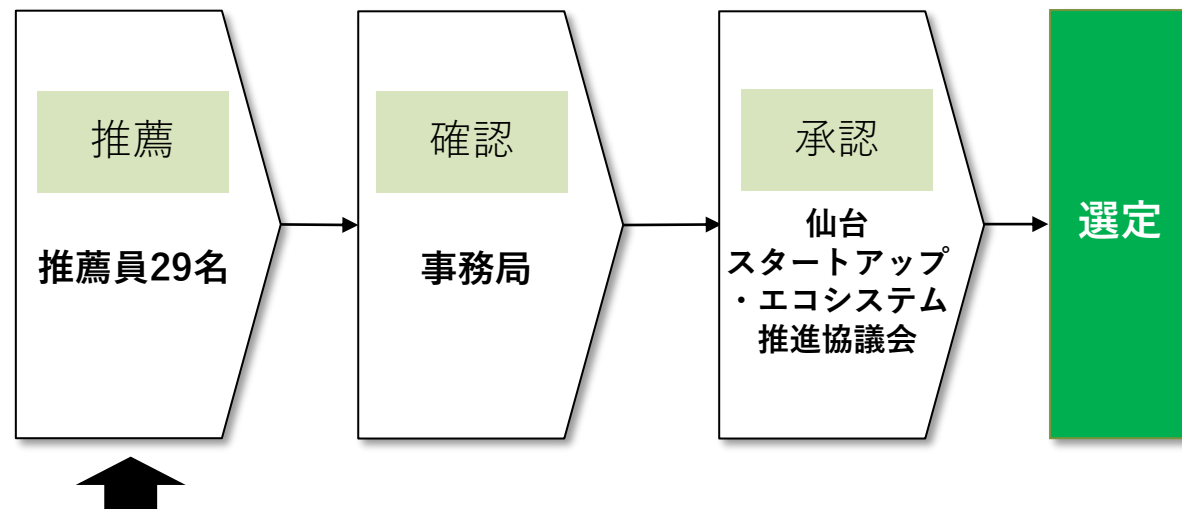 推薦
推薦員29名
確認
事務局
承認
仙台
スタートアップ
・エコシステム
推進協議会
選定